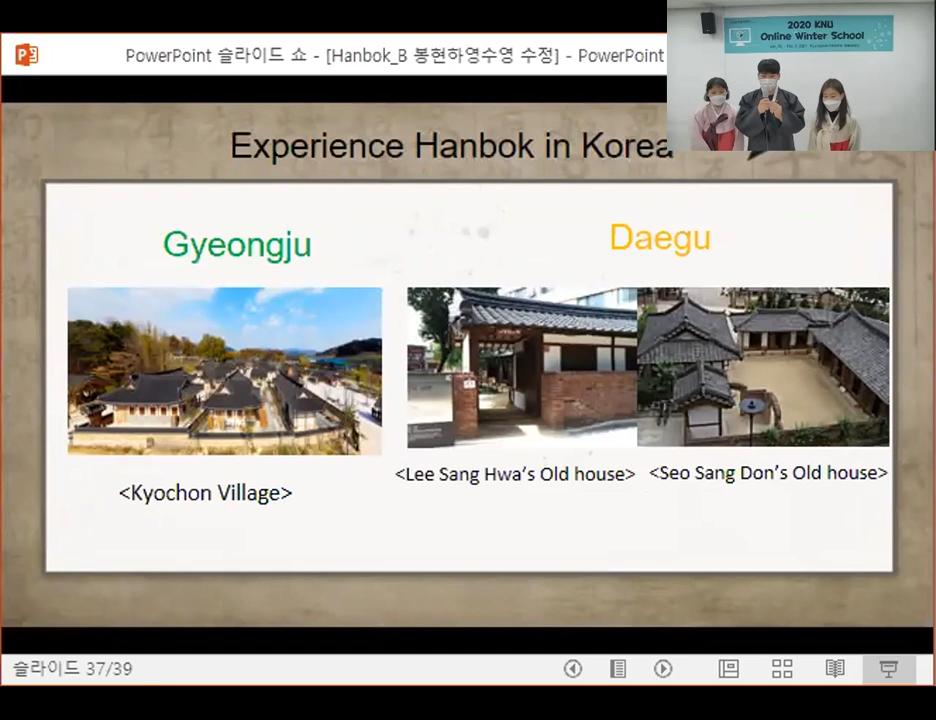 PowerPoint 슬라이드 쇼 - [Hanbok_B 봉현하영수영 수정] - PowerPoint
2020 KNU
Online Winter School
Experience Hanbok in Korea
Gyeongju
Daegu
<Kyochon Village>
<Lee Sang Hwa's Old house>
<Seo Sang Don's Old house>
슬라이드 37/39